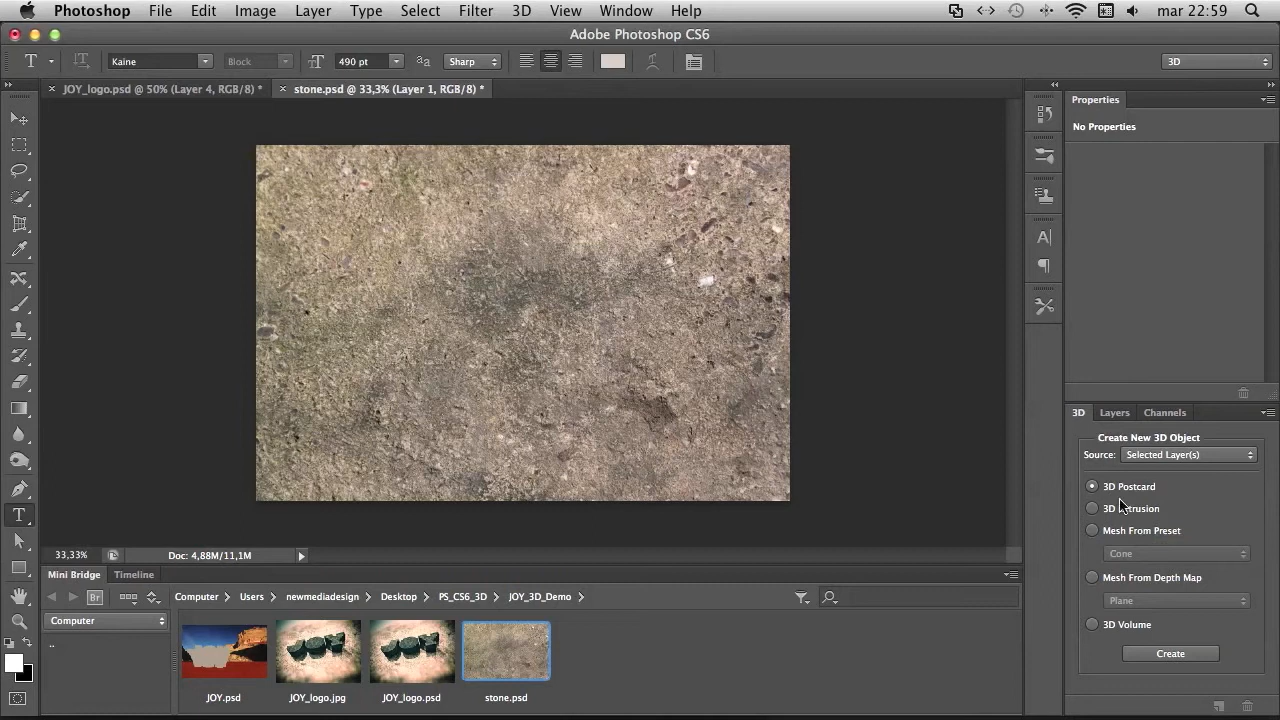 Photoshop File Edit Image Layer Type Select Filter 3D View Window Help mar 22:59
Adobe Photoshop CS6
T Kaine Block 490 pt Sharp 3D
JOY_logo.psd @ 50% (Layer 4, RGB/8) * stone.psd @ 33,3% (Layer 1, RGB/8) *
Properties
No Properties
3D Layers Channels
Create New 3D Object
Source: Selected Layer(s)
3D Postcard
3D Extrusion
Mesh From Preset
Cone
Mesh From Depth Map
Plane
3D Volume
Create
33,33% Doc: 4,88M/11,1M
Mini Bridge Timeline
Br Computer Users newmediadesign Desktop PS_CS6_3D JOY_3D_Demo
Computer
..
JOY.psd JOY_logo.jpg JOY_logo.psd stone.psd